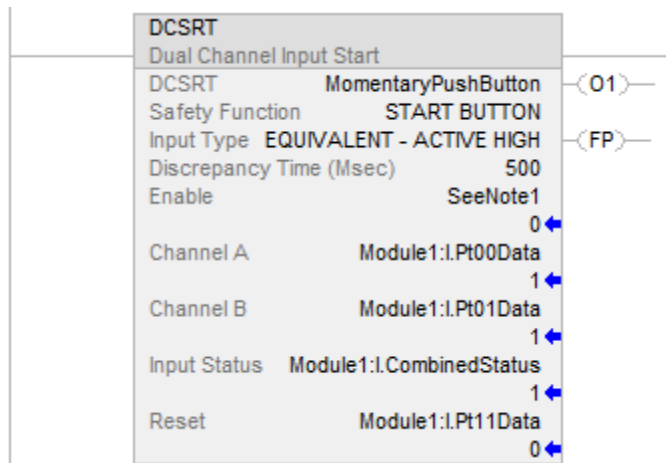 DCSRT
Dual Channel Input Start
DCSRT MomentaryPushButton (O1)
Safety Function START BUTTON
Input Type EQUIVALENT - ACTIVE HIGH (FP)
Discrepancy Time (Msec) 500
Enable SeeNote1
0
Channel A Module1:I.Pt00Data
1
Channel B Module1:I.Pt01Data
1
Input Status Module1:I.CombinedStatus
1
Reset Module1:I.Pt11Data
0